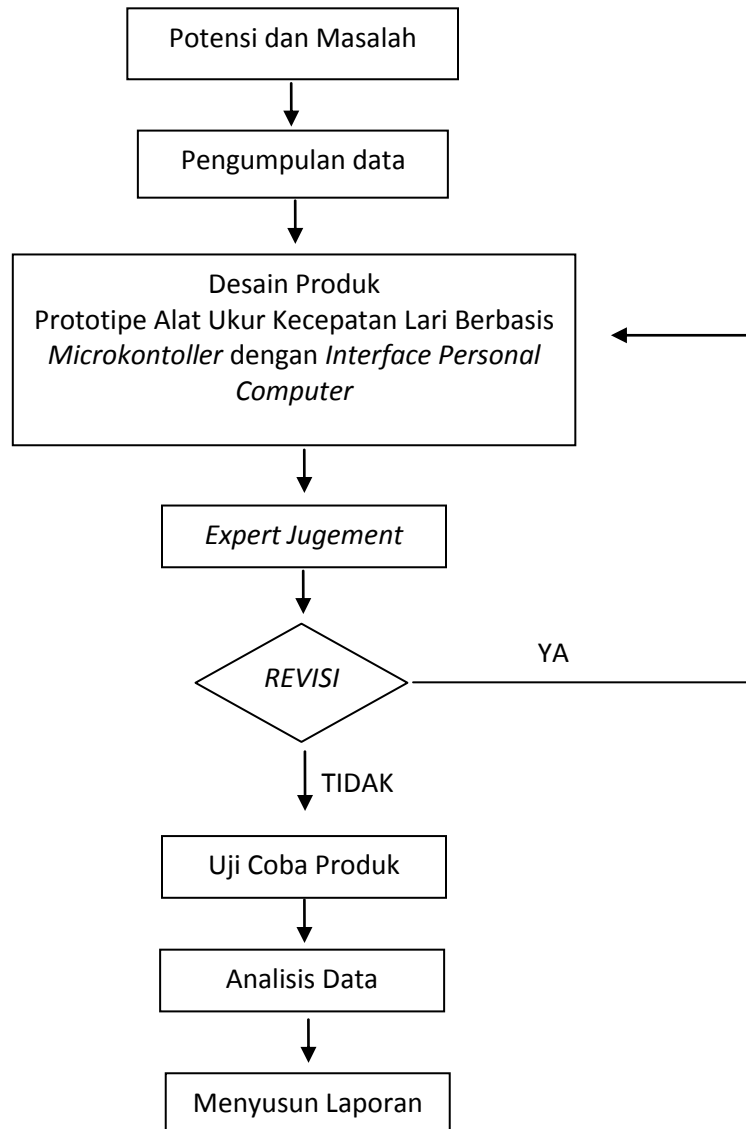 Potensi dan Masalah
Pengumpulan data
Desain Produk
Prototipe Alat Ukur Kecepatan Lari Berbasis
Microkontoller dengan Interface Personal
Computer
Expert Jugement
REVISI
YA
TIDAK
Uji Coba Produk
Analisis Data
Menyusun Laporan